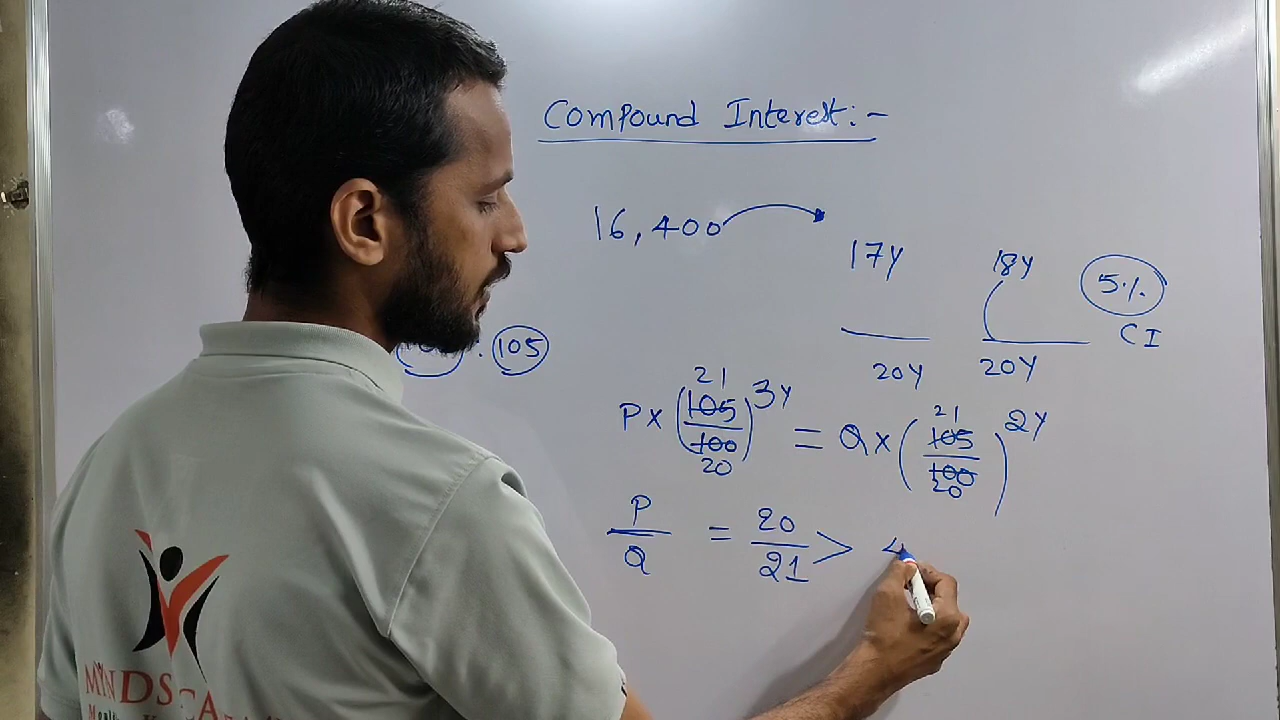 Compound Interest:-
16,400
17Y 18Y 5%
CI
20Y 20Y
: 105
P × (105/100)^3Y = Q × (105/100)^2Y
21 21
20 20
P/Q = 20/21 > 4